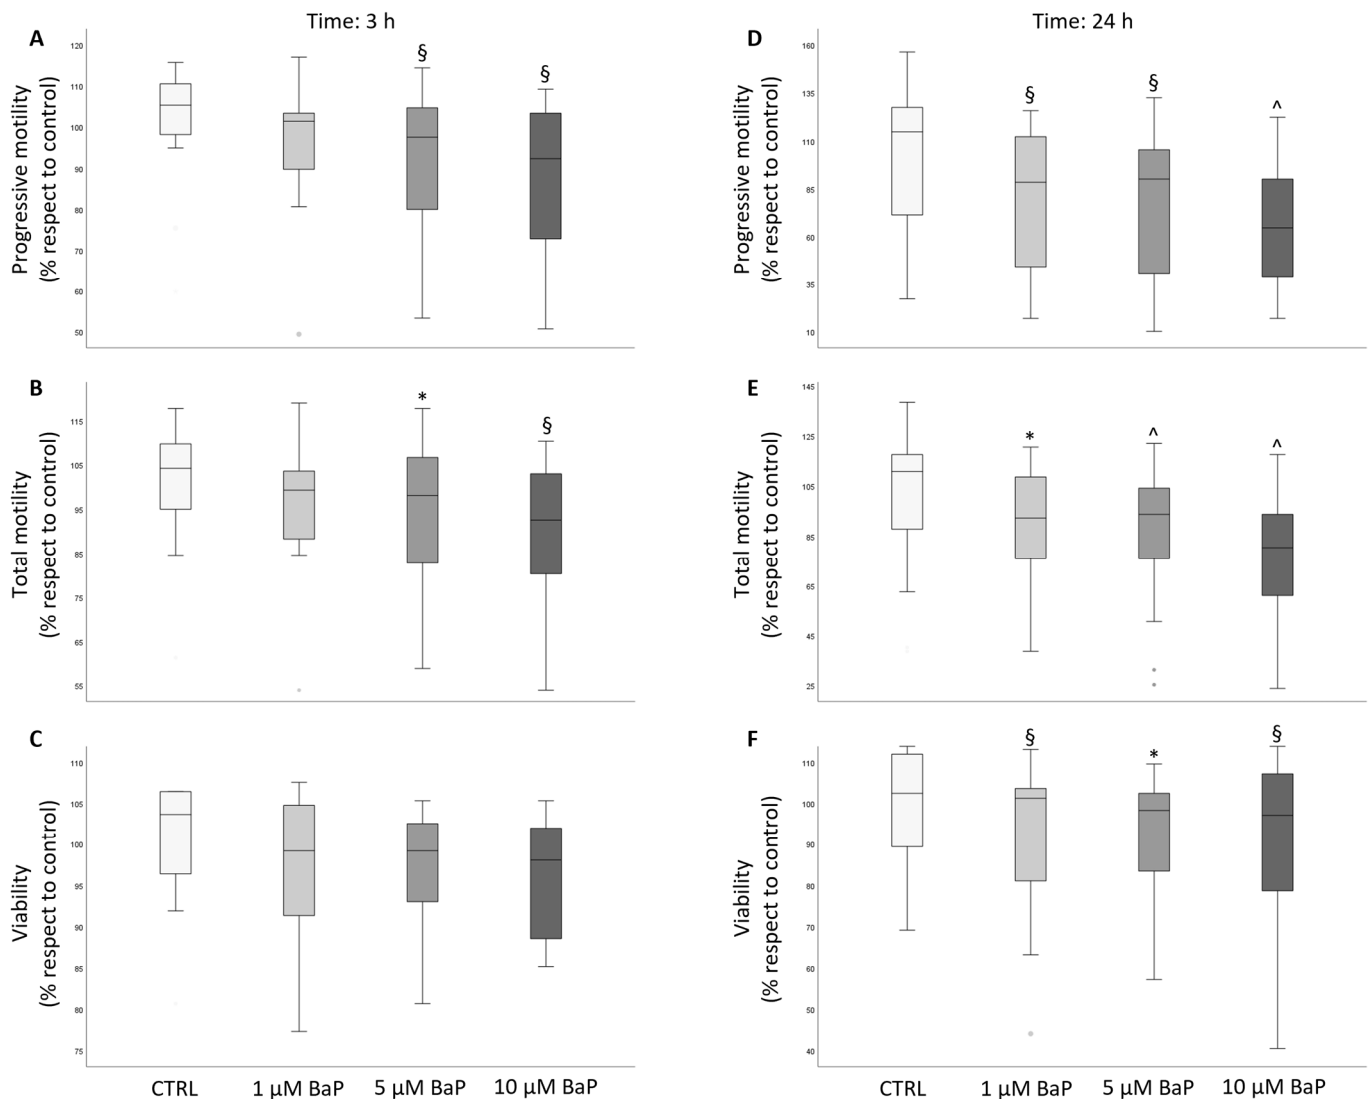 Time: 3 h
A
Progressive motility
(% respect to control)
120
110
100
90
80
70
60
50
§
§
B
Total motility
(% respect to control)
115
105
95
85
75
65
55
*
§
C
Viability
(% respect to control)
110
105
100
95
90
85
80
75
CTRL
1 µM BaP
5 µM BaP
10 µM BaP
Time: 24 h
D
Progressive motility
(% respect to control)
160
135
110
85
60
35
10
§
§
^
E
Total motility
(% respect to control)
145
125
105
85
65
45
25
*
^
^
F
Viability
(% respect to control)
110
100
90
80
70
60
50
40
§
*
§
CTRL
1 µM BaP
5 µM BaP
10 µM BaP